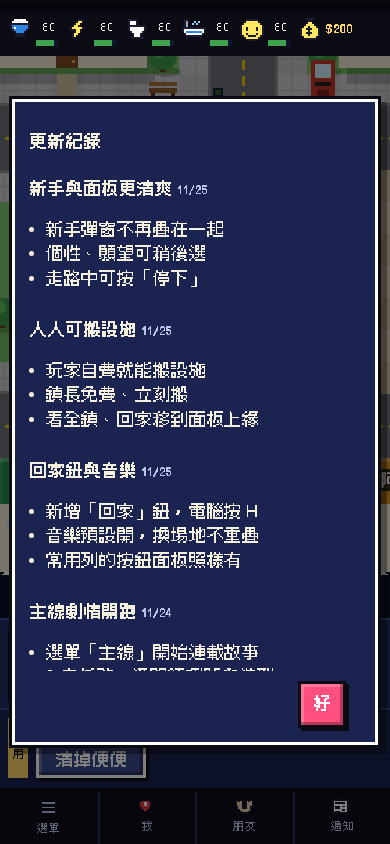 80 80 80 80 80 $200
更新紀錄
新手與面板更清爽 11/25
• 新手彈窗不再疊在一起
• 個性、願望可稍後選
• 走路中可按「停下」
人人可搬設施 11/25
• 玩家自費就能搬設施
• 鎮長免費、立刻搬
• 看全鎮、回家移到面板上緣
回家鈕與音樂 11/25
• 新增「回家」鈕，電腦按 H
• 音樂預設開，換場地不重疊
• 常用列的按鈕面板照樣有
主線劇情開跑 11/24
• 選單「主線」開始連載故事
好
用
清掉便便
選單 我 朋友 通知